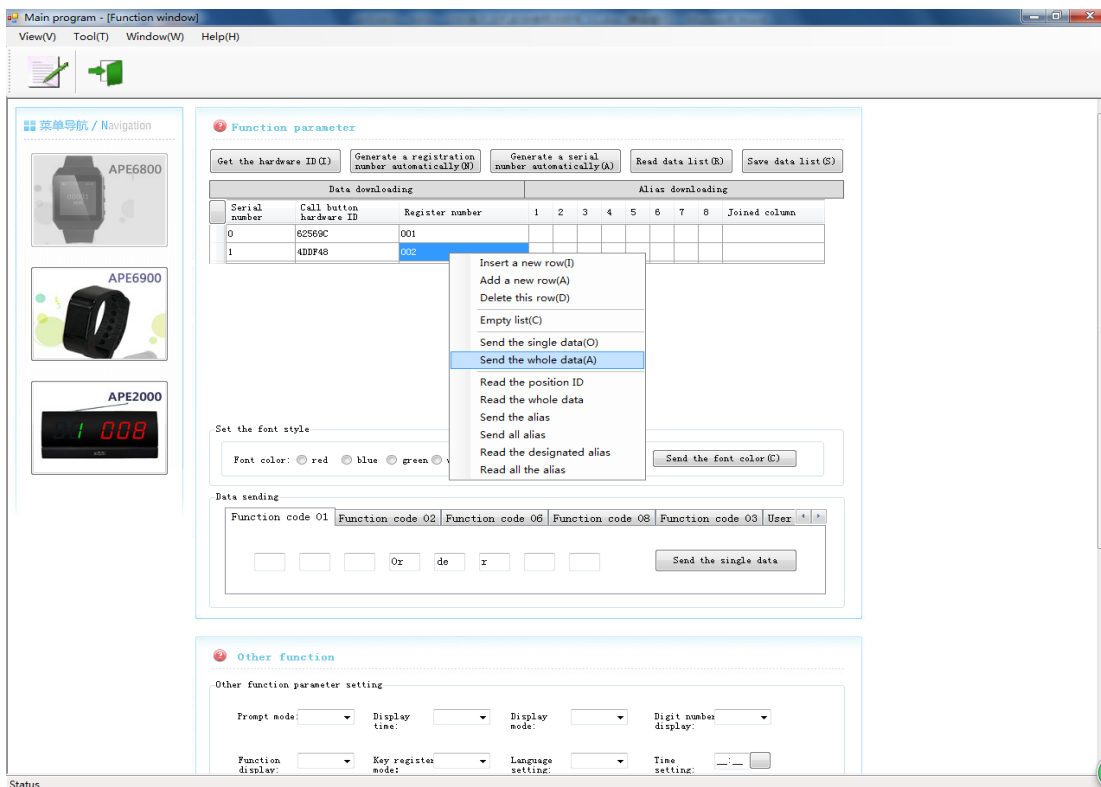 Main program - [Function window]
View(V) Tool(T) Window(W) Help(H)
菜单导航 / Navigation
APE6800
APE6900
APE2000
1 008
Function parameter
Get the hardware ID(I)
Generate a registration
number automatically(N)
Generate a serial
number automatically(A)
Read data list(R)
Save data list(S)
Data downloading
Alias downloading
Serial
number
Call button
hardware ID
Register number
1 2 3 4 5 6 7 8 Joined column
0 62569C 001
1 4DDF48 002
Insert a new row(I)
Add a new row(A)
Delete this row(D)
Empty list(C)
Send the single data(O)
Send the whole data(A)
Read the position ID
Read the whole data
Send the alias
Send all alias
Read the designated alias
Read all the alias
Set the font style
Font color: red blue green
Send the font color(C)
Data sending
Function code 01 Function code 02 Function code 06 Function code 08 Function code 03 User
Or de r
Send the single data
Other function
Other function parameter setting
Prompt mode:
Display
time:
Display
mode:
Digit number
display:
Function
display:
Key register
mode:
Language
setting:
Time
setting:
__:__
Status